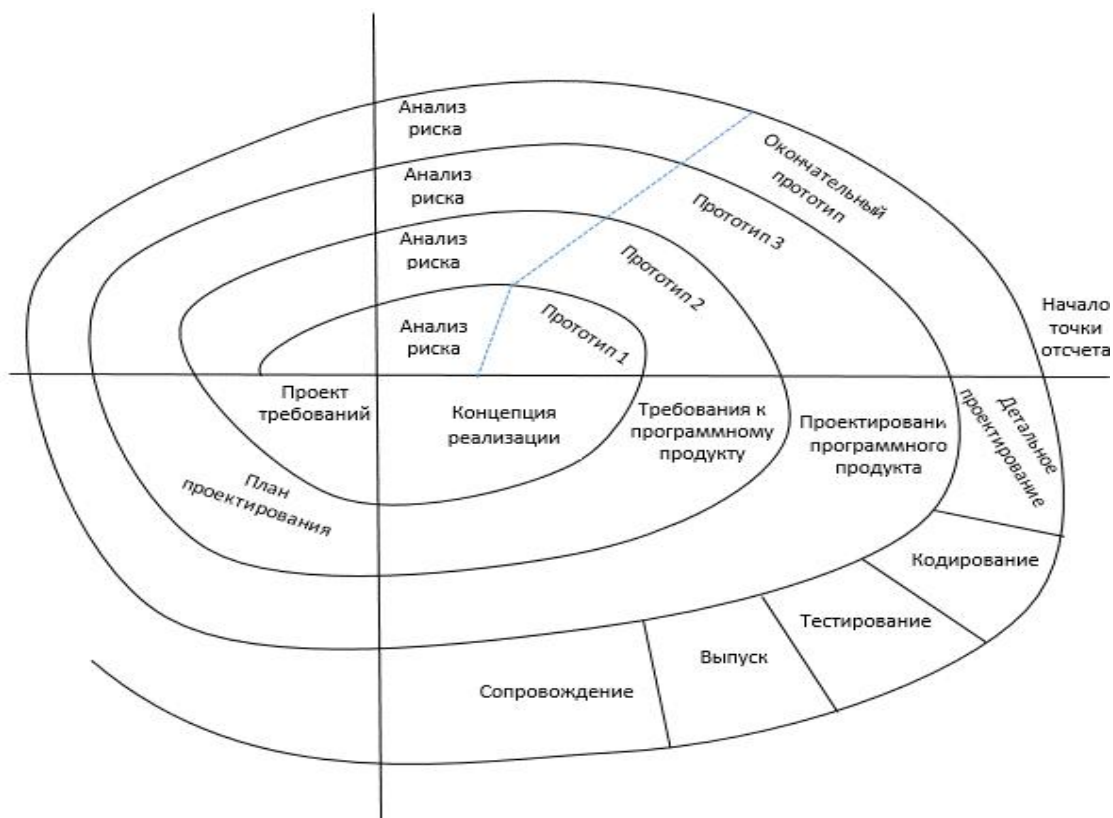 Анализ
риска
Окончательный
прототип
Анализ
риска
Прототип 3
Анализ
риска
Прототип 2
Начало
точки
отсчета
Анализ
риска
Прототип 1
Проект
требований
Концепция
реализации
Требования к
программному
продукту
Проектировани
программного
продукта
Детальное
проектирование
План
проектирования
Кодирование
Тестирование
Выпуск
Сопровождение